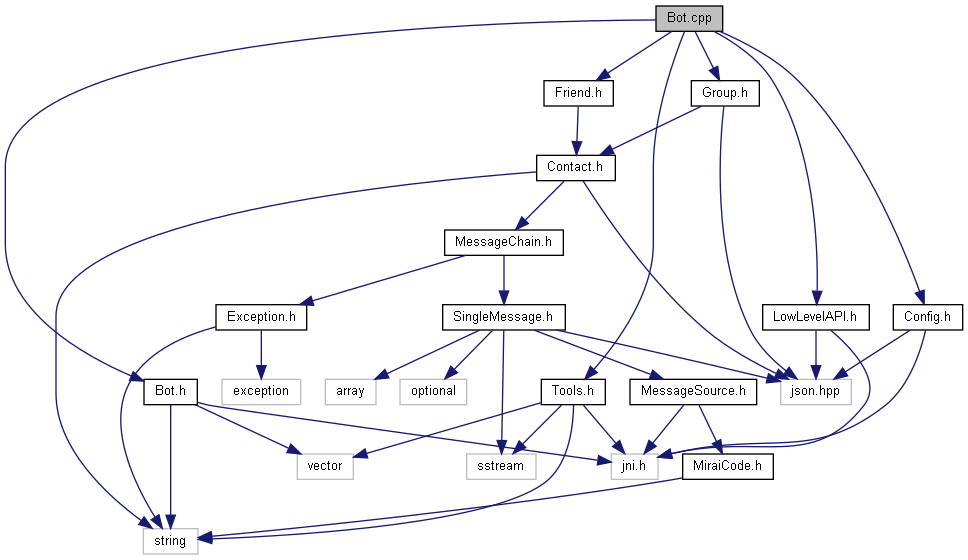 Bot.cpp
Friend.h
Group.h
Contact.h
MessageChain.h
Exception.h
SingleMessage.h
LowLevelAPI.h
Config.h
Bot.h
exception
array
optional
Tools.h
MessageSource.h
json.hpp
vector
sstream
jni.h
MiraiCode.h
string